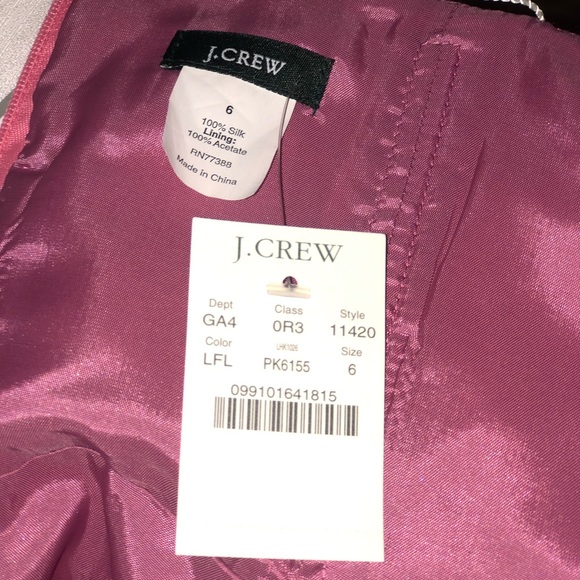 J.CREW
6
100% Silk
Lining:
100% Acetate
RN77388
Made in China
J.CREW
Dept Class Style
GA4 0R3 11420
Color LHK1026 Size
LFL PK6155 6
099101641815